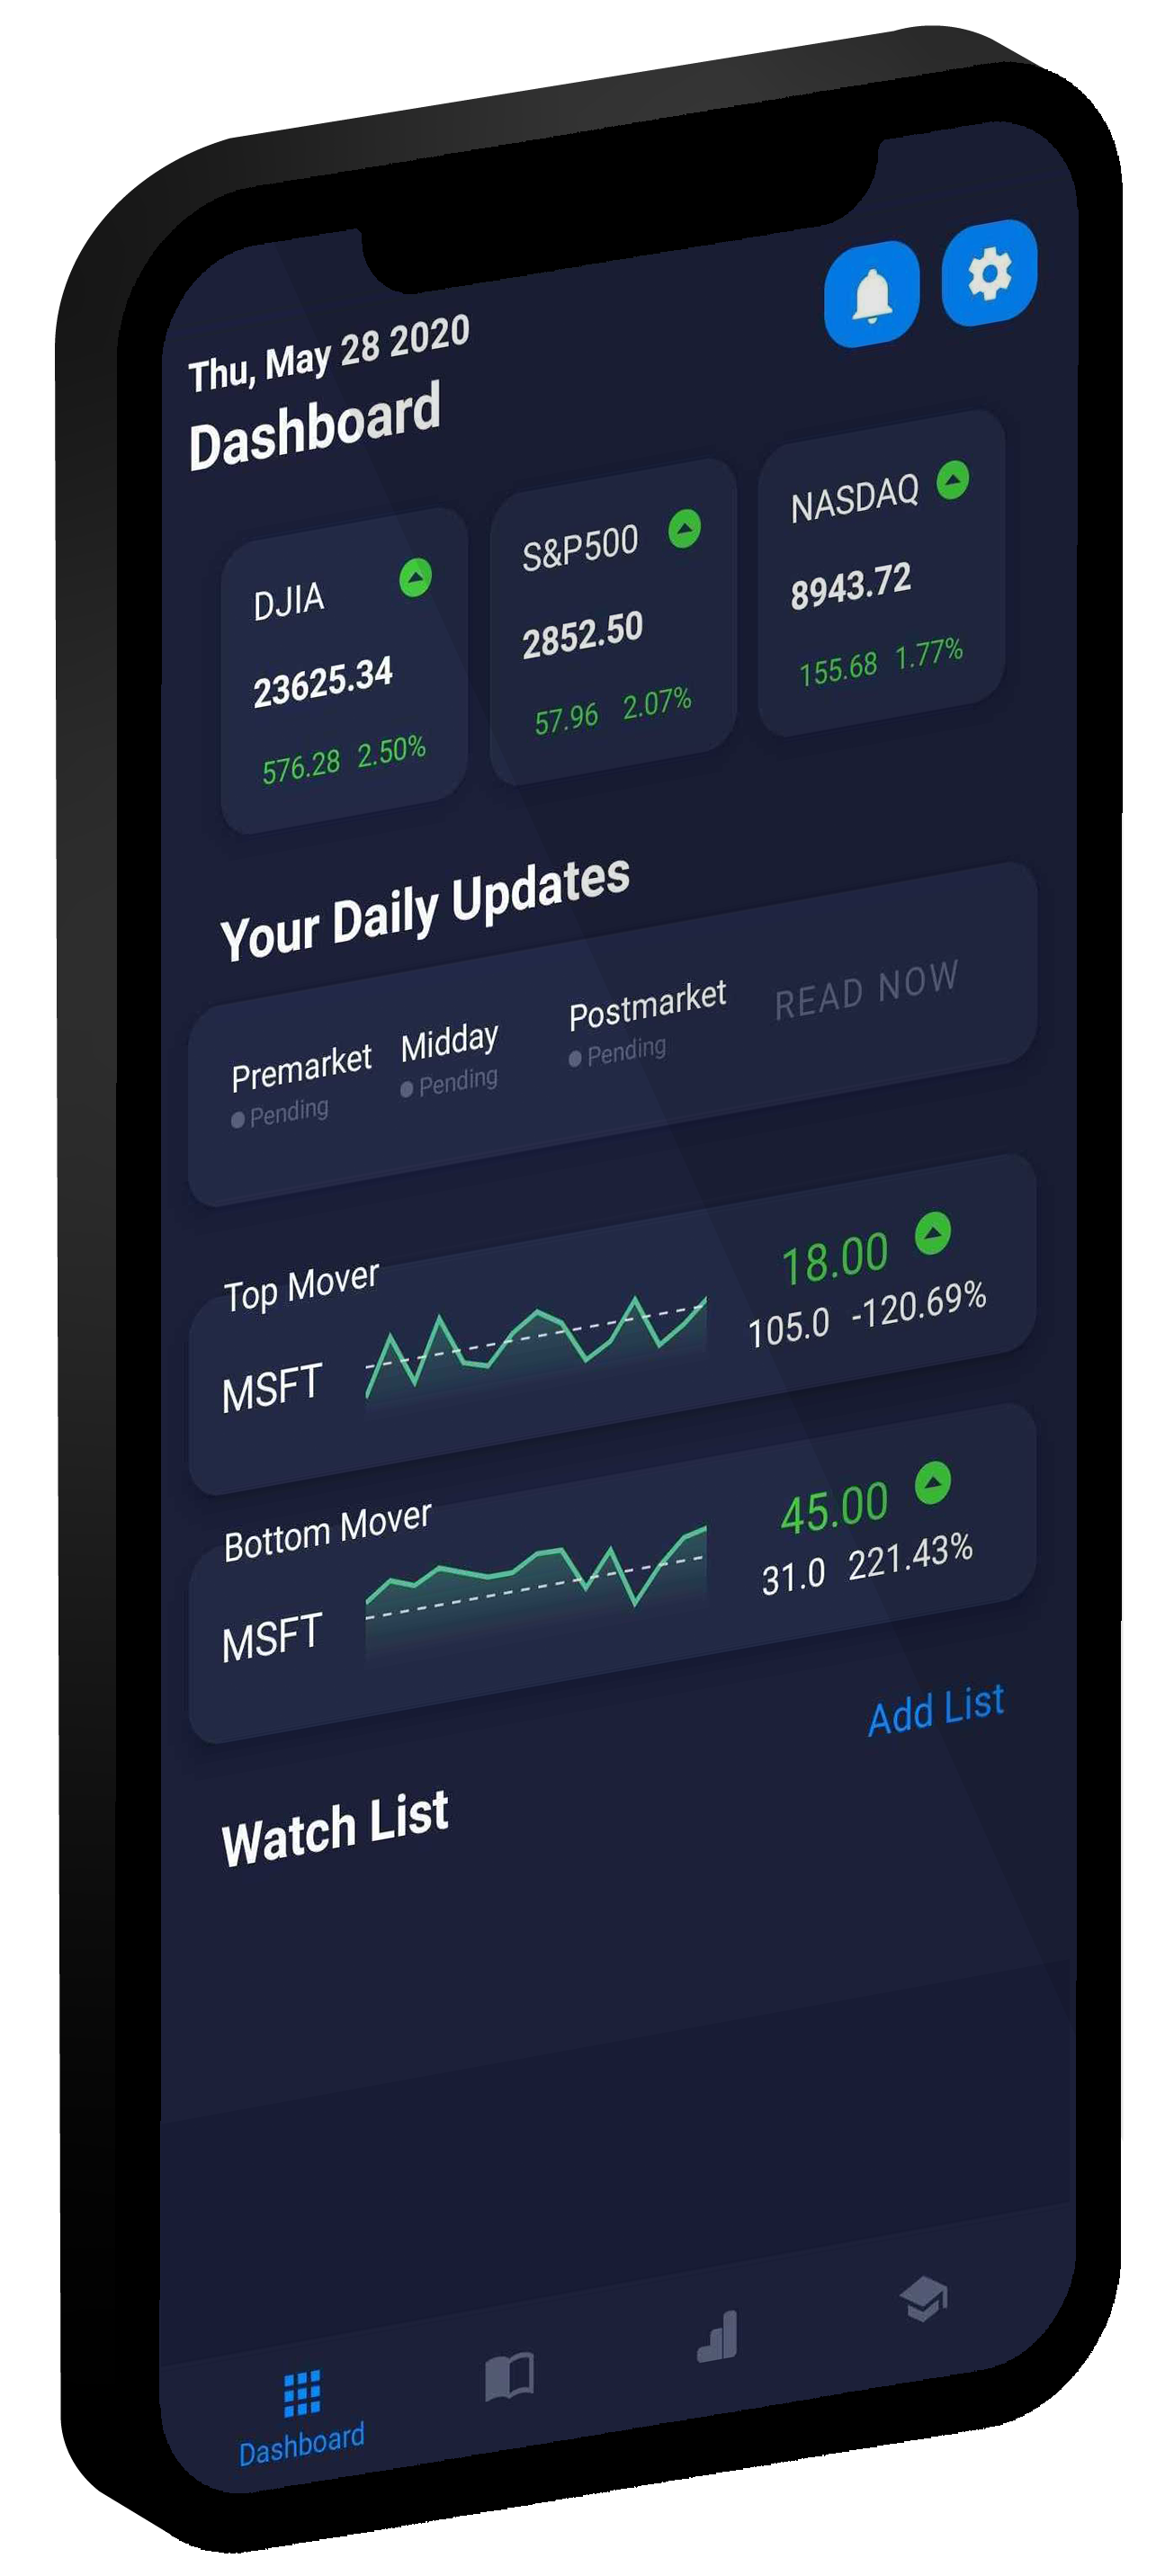 Thu, May 28 2020
Dashboard
DJIA
23625.34
576.28 2.50%
S&P500
2852.50
57.96 2.07%
NASDAQ
8943.72
155.68 1.77%
Your Daily Updates
Premarket
Pending
Midday
Pending
Postmarket
Pending
READ NOW
Top Mover
MSFT
18.00
105.0 -120.69%
Bottom Mover
MSFT
45.00
31.0 221.43%
Add List
Watch List
Dashboard